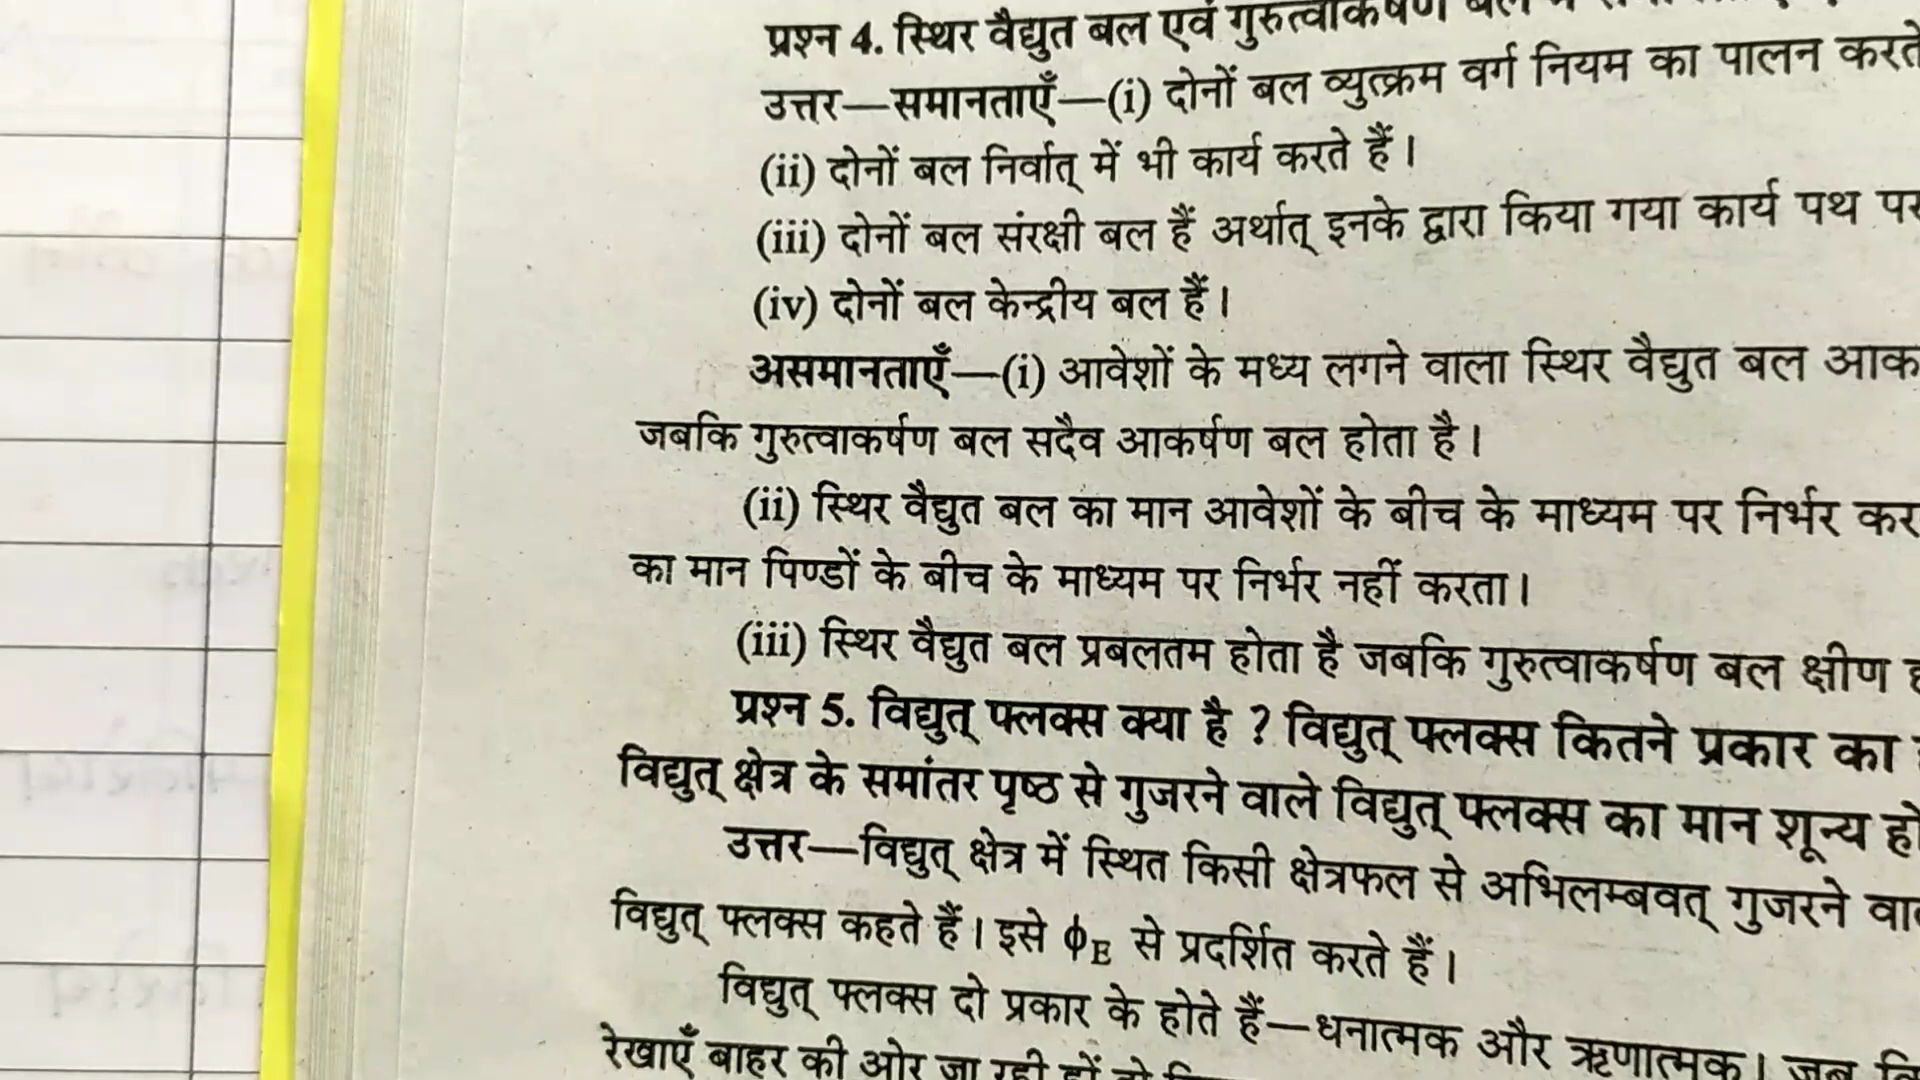 प्रश्न 4. स्थिर वैद्युत बल एवं गुरुत्वाकर्षण बल में
उत्तर—समानताएँ—(i) दोनों बल व्युत्क्रम वर्ग नियम का पालन करते
(ii) दोनों बल निर्वात् में भी कार्य करते हैं।
(iii) दोनों बल संरक्षी बल हैं अर्थात् इनके द्वारा किया गया कार्य पथ पर
(iv) दोनों बल केन्द्रीय बल हैं।
असमानताएँ—(i) आवेशों के मध्य लगने वाला स्थिर वैद्युत बल आक
जबकि गुरुत्वाकर्षण बल सदैव आकर्षण बल होता है।
(ii) स्थिर वैद्युत बल का मान आवेशों के बीच के माध्यम पर निर्भर कर
का मान पिण्डों के बीच के माध्यम पर निर्भर नहीं करता।
(iii) स्थिर वैद्युत बल प्रबलतम होता है जबकि गुरुत्वाकर्षण बल क्षीण
प्रश्न 5. विद्युत् फ्लक्स क्या है ? विद्युत् फ्लक्स कितने प्रकार का
विद्युत् क्षेत्र के समांतर पृष्ठ से गुजरने वाले विद्युत् फ्लक्स का मान शून्य हो
उत्तर—विद्युत् क्षेत्र में स्थित किसी क्षेत्रफल से अभिलम्बवत् गुजरने वा
विद्युत् फ्लक्स कहते हैं। इसे ϕE से प्रदर्शित करते हैं।
विद्युत् फ्लक्स दो प्रकार के होते हैं—धनात्मक और ऋणात्मक। जब वि
रेखाएँ बाहर की ओर जा रही हों तो